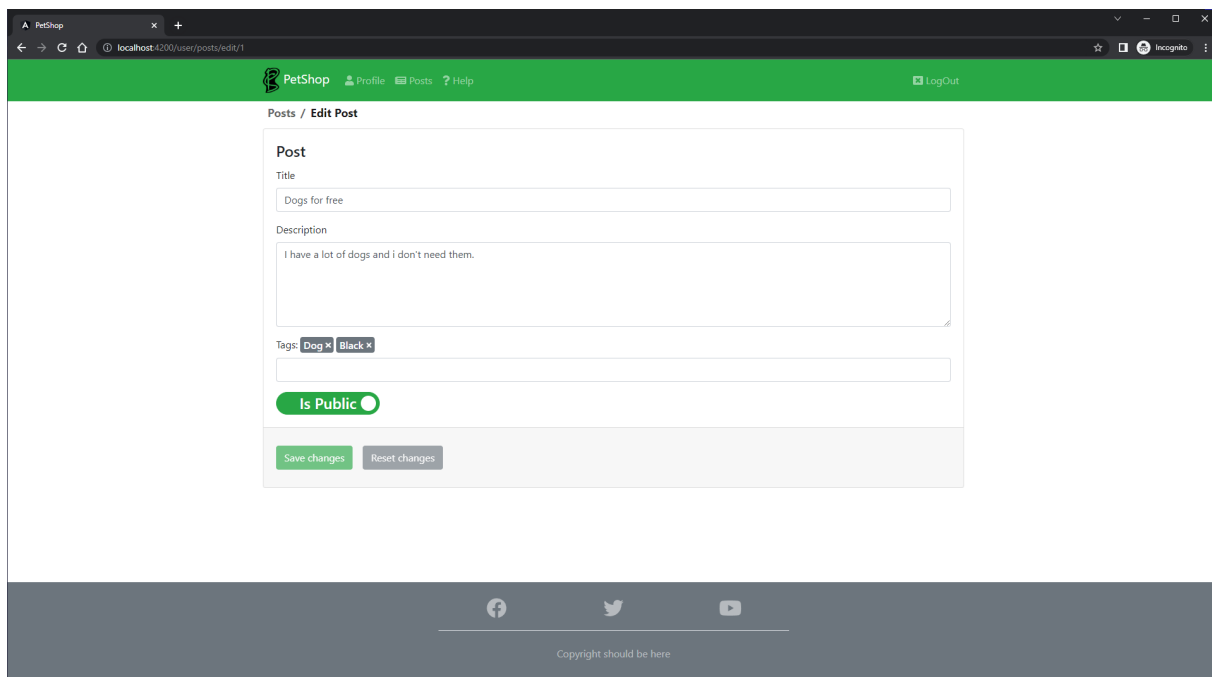 PetShop
localhost:4200/user/posts/edit/1
Incognito
PetShop Profile Posts ? Help LogOut
Posts / Edit Post
Post
Title
Dogs for free
Description
I have a lot of dogs and i don't need them.
Tags: Dog × Black ×
Is Public
Save changes Reset changes
Copyright should be here